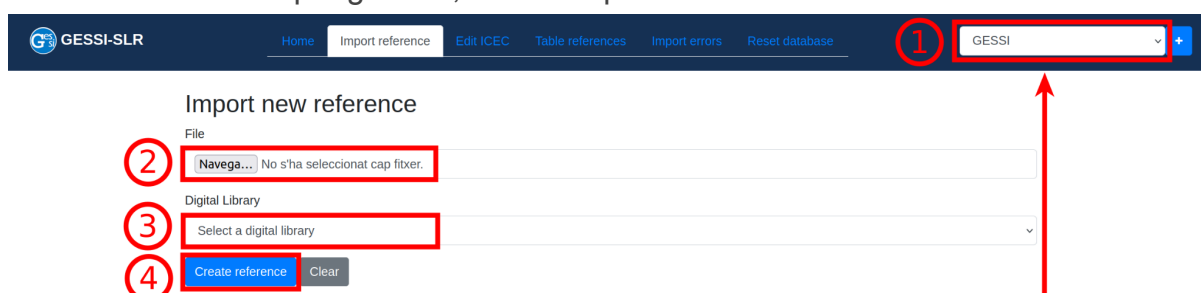 GESSI-SLR Home Import reference Edit ICEC Table references Import errors Reset database 1 GESSI +
Import new reference
File
2 Navega... No s'ha seleccionat cap fitxer.
Digital Library
3 Select a digital library
4 Create reference Clear